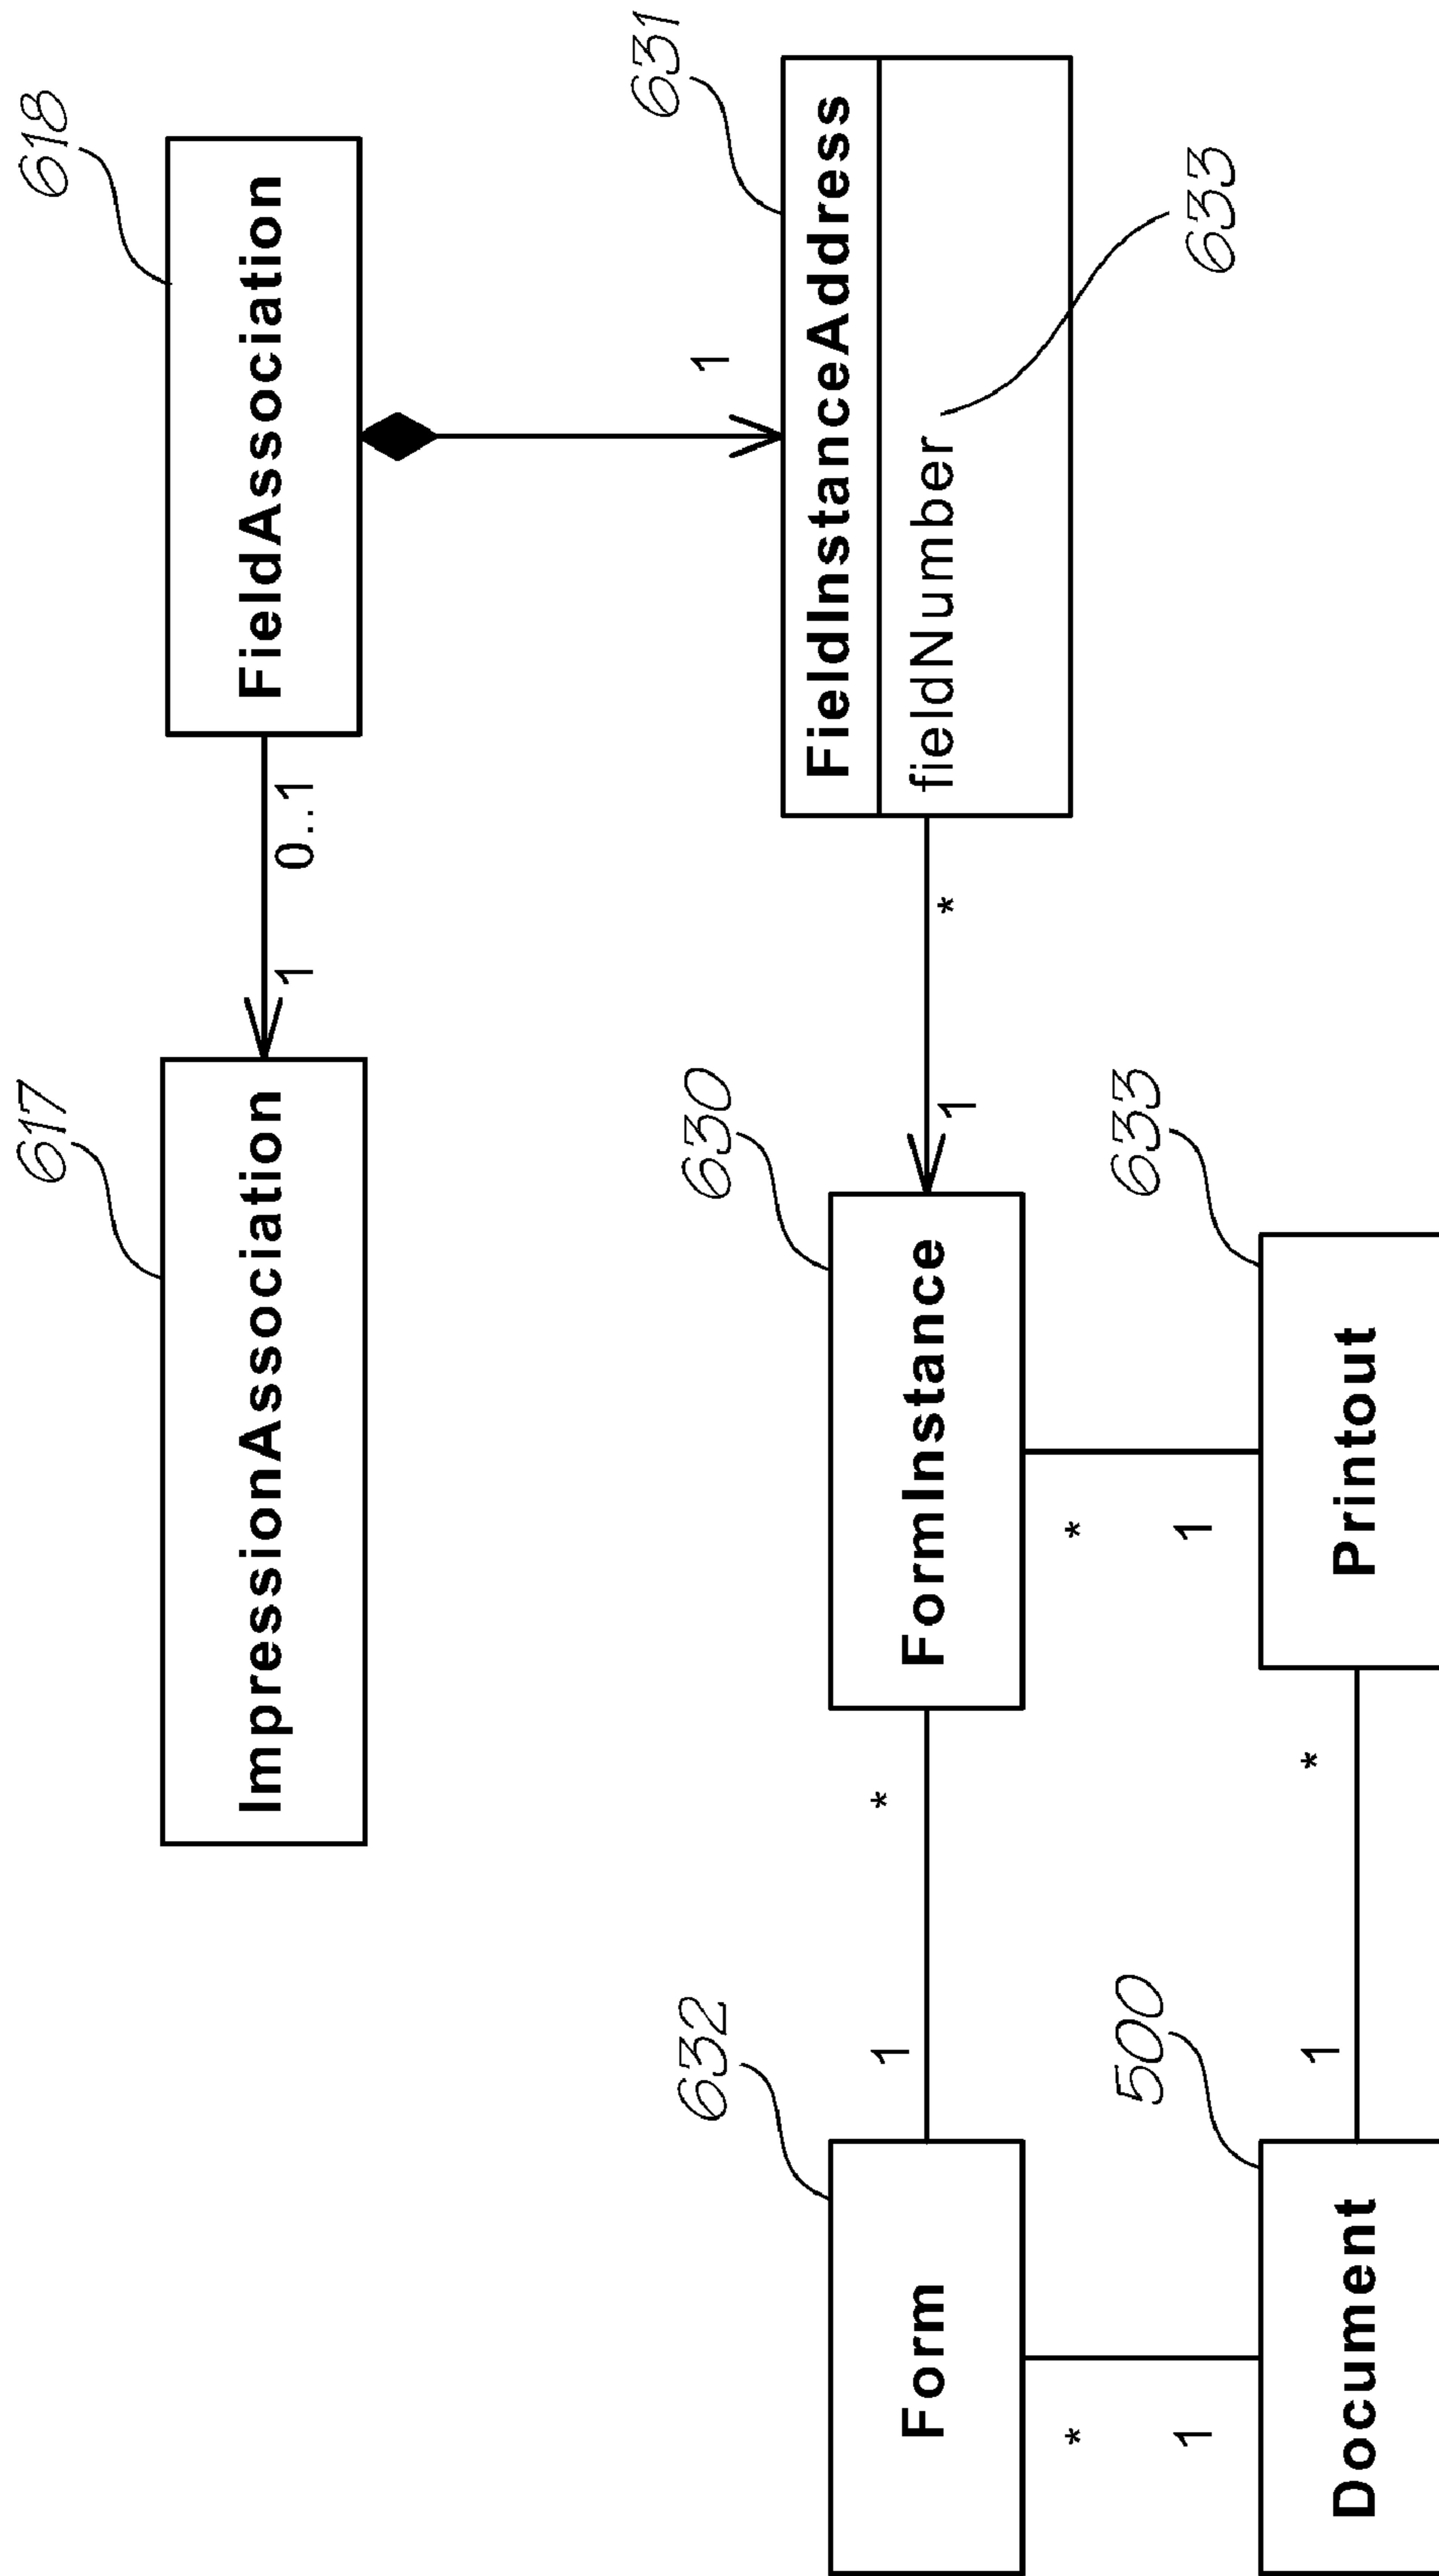 617
618
ImpressionAssociation
FieldAssociation
1
0..1
1
631
632
630
FieldInstanceAddress
1
*
Form
FormInstance
fieldNumber
1
*
*
*
500
633
633
1
1
1
*
Document
Printout